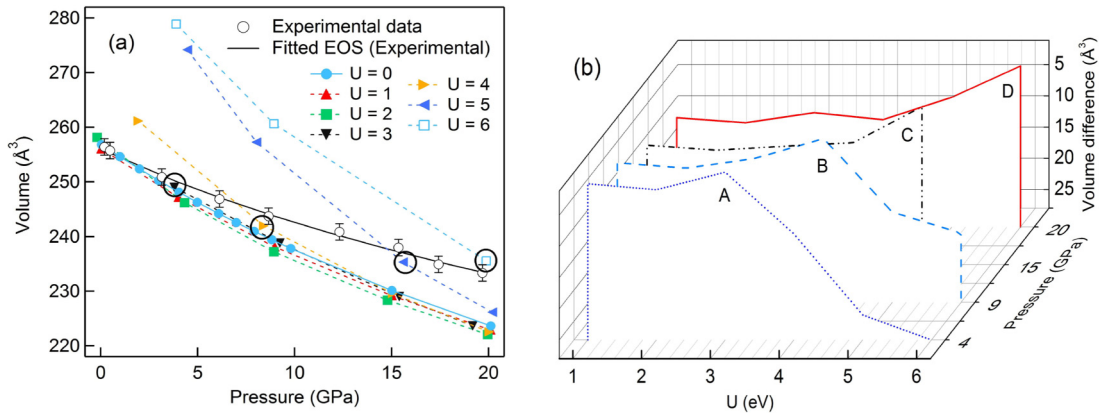 (a)
Experimental data
Fitted EOS (Experimental)
U = 0
U = 1
U = 2
U = 3
U = 4
U = 5
U = 6
280
270
260
250
240
230
220
Volume (Å³)
0
5
10
15
20
Pressure (GPa)
(b)
A
B
C
D
5
10
15
20
25
Volume difference (Å³)
20
15
9
4
Pressure (GPa)
1
2
3
4
5
6
U (eV)